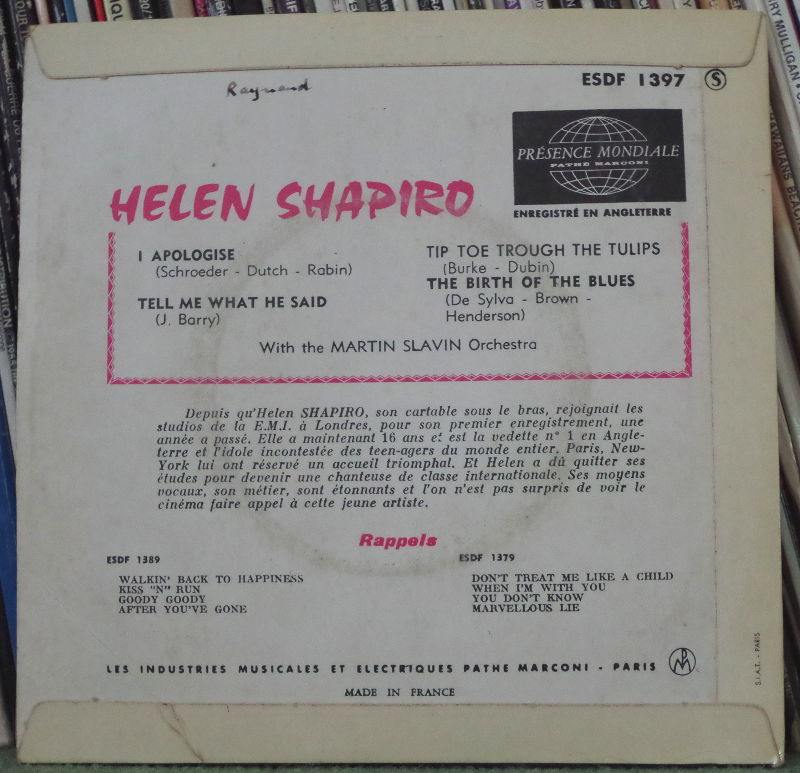 Raymond
ESDF 1397 S
PRÉSENCE MONDIALE
PATHÉ MARCONI
ENREGISTRÉ EN ANGLETERRE
HELEN SHAPIRO
I APOLOGISE
(Schroeder - Dutch - Rabin)
TELL ME WHAT HE SAID
(J. Barry)
TIP TOE TROUGH THE TULIPS
(Burke - Dubin)
THE BIRTH OF THE BLUES
(De Sylva - Brown -
Henderson)
With the MARTIN SLAVIN Orchestra
Depuis qu'Helen SHAPIRO, son cartable sous le bras, rejoignait les
studios de la E.M.I. à Londres, pour son premier enregistrement, une
année a passé. Elle a maintenant 16 ans et est la vedette n° 1 en Angle-
terre et l'idole incontestée des teen-agers du monde entier. Paris, New-
York lui ont réservé un accueil triomphal. Et Helen a dû quitter ses
études pour devenir une chanteuse de classe internationale. Ses moyens
vocaux, son métier, sont étonnants et l'on n'est pas surpris de voir le
cinéma faire appel à cette jeune artiste.
Rappels
ESDF 1389
WALKIN' BACK TO HAPPINESS
KISS "N" RUN
GOODY GOODY
AFTER YOU'VE GONE
ESDF 1379
DON'T TREAT ME LIKE A CHILD
WHEN I'M WITH YOU
YOU DON'T KNOW
MARVELLOUS LIE
LES INDUSTRIES MUSICALES ET ELECTRIQUES PATHE MARCONI - PARIS
MADE IN FRANCE
S.I.A.T. - PARIS
RY MULLIGAN
HAWAIIANS BEACH